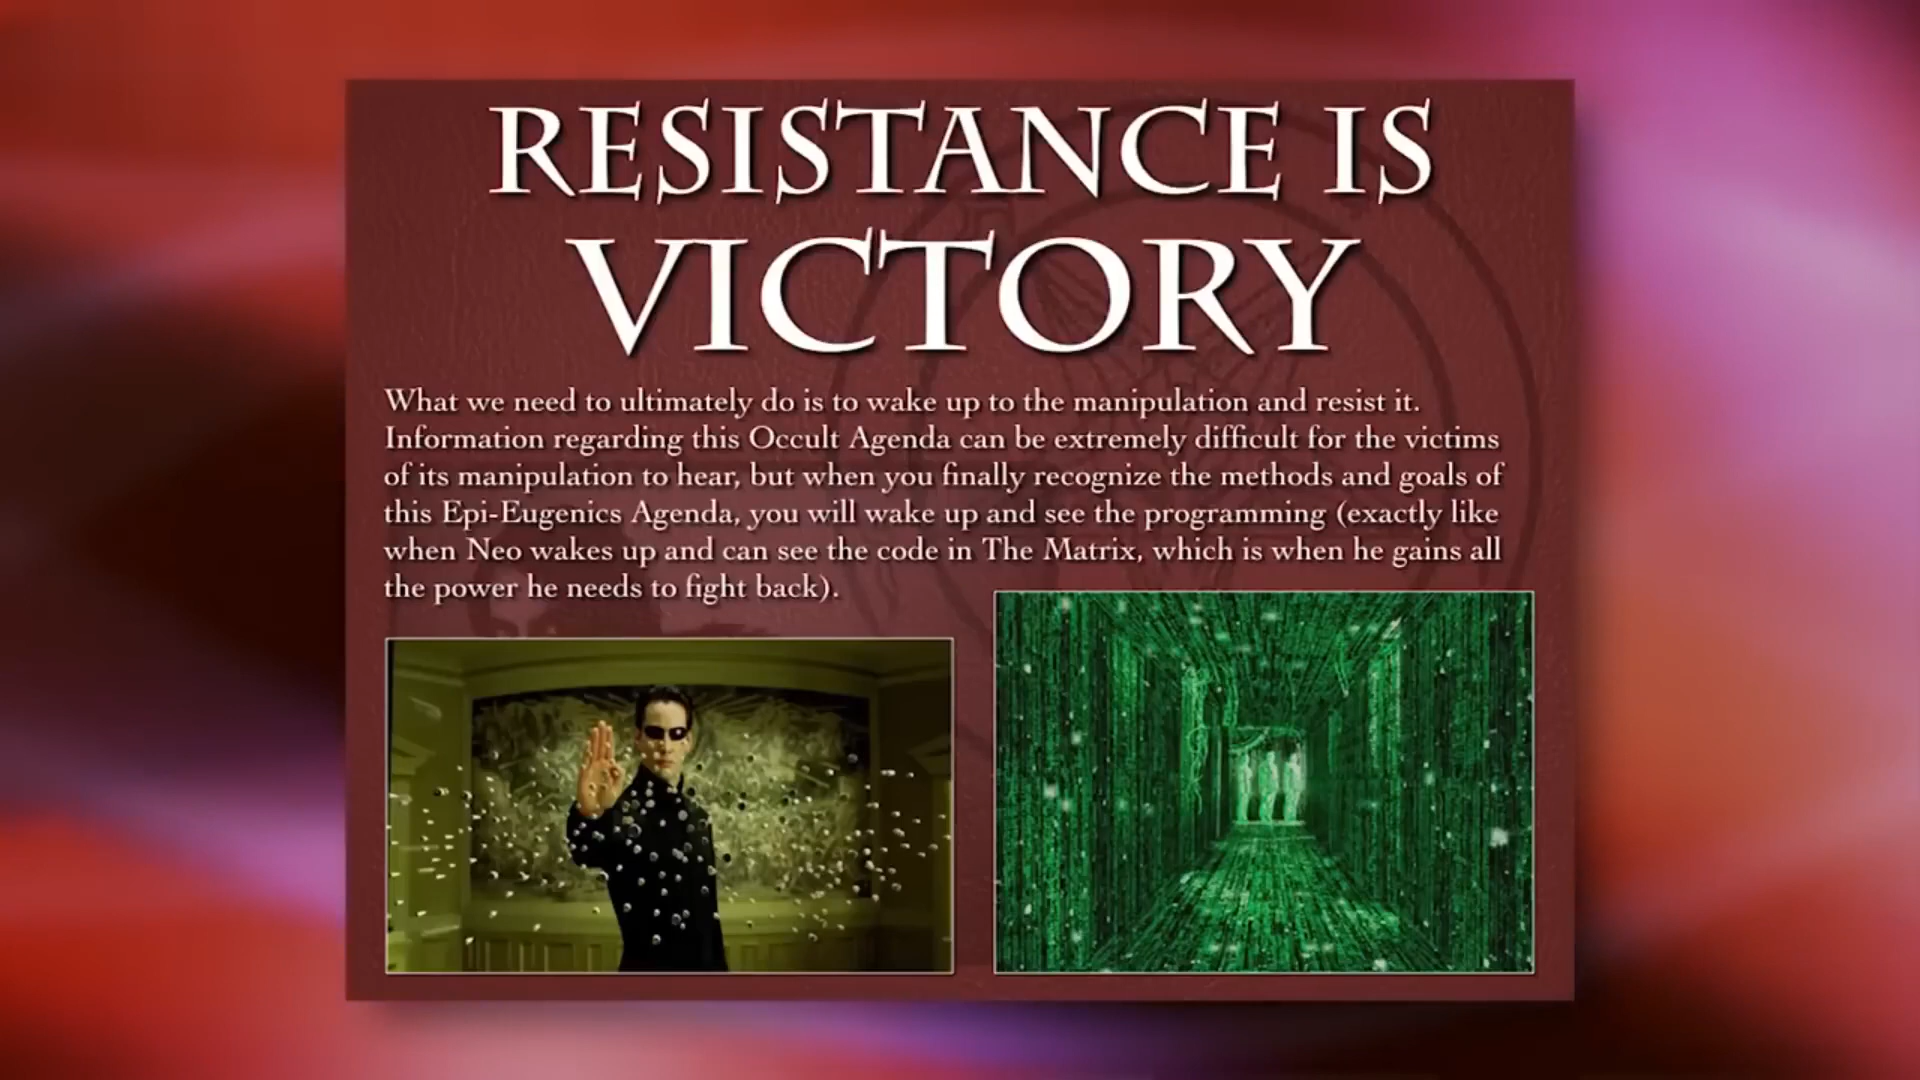 RESISTANCE IS
VICTORY
What we need to ultimately do is to wake up to the manipulation and resist it.
Information regarding this Occult Agenda can be extremely difficult for the victims
of its manipulation to hear, but when you finally recognize the methods and goals of
this Epi-Eugenics Agenda, you will wake up and see the programming (exactly like
when Neo wakes up and can see the code in The Matrix, which is when he gains all
the power he needs to fight back).